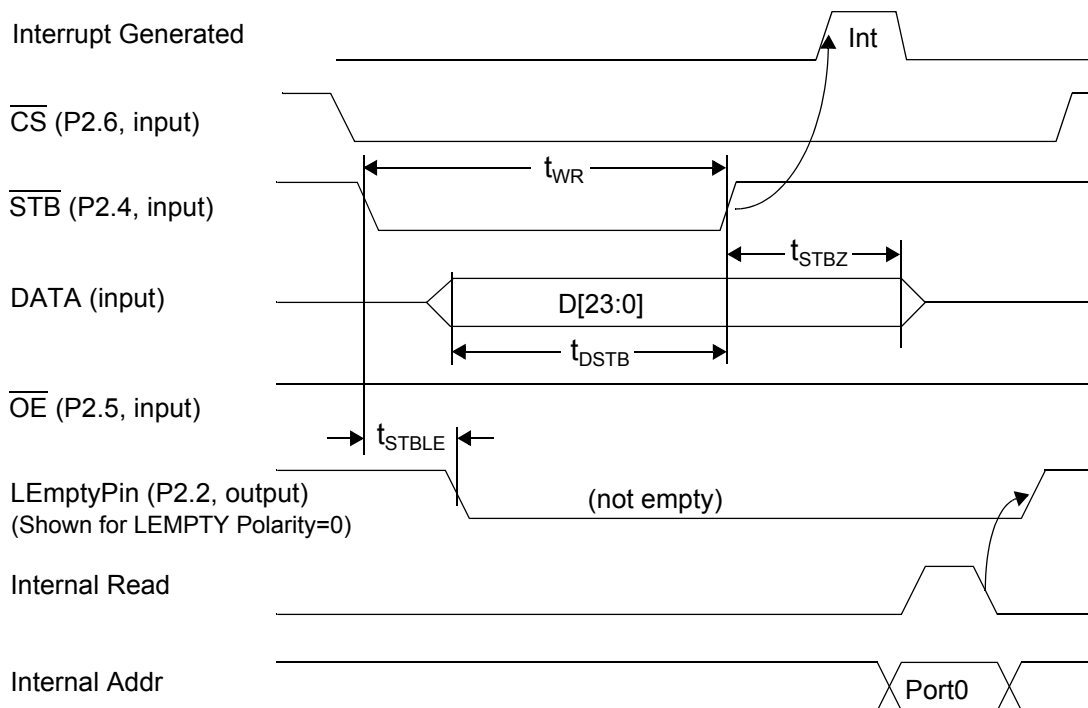 Interrupt Generated
Int
CS (P2.6, input)
tWR
STB (P2.4, input)
tSTBZ
DATA (input)
D[23:0]
tDSTB
OE (P2.5, input)
tSTBLE
LEmptyPin (P2.2, output)
(not empty)
(Shown for LEMPTY Polarity=0)
Internal Read
Internal Addr
Port0